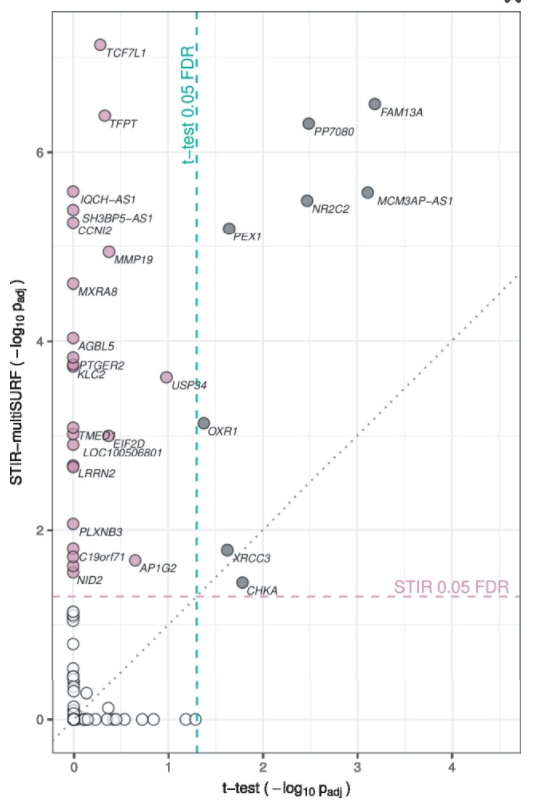 TCF7L1
t-test 0.05 FDR
FAM13A
TFPT
PP7080
6
IQCH-AS1
MCM3AP-AS1
SH3BP5-AS1
NR2C2
CCNI2
PEX1
MMP19
MXRA8
STIR-multiSURF ( -log10 padj )
4
AGBL5
PTGER2
KLC2
USP34
OXR1
EIF2D
LOC100506801
LRRN2
2
PLXNB3
C19orf71
XRCC3
AP1G2
NID2
CHKA
STIR 0.05 FDR
0
0 1 2 3 4
t-test ( -log10 padj )